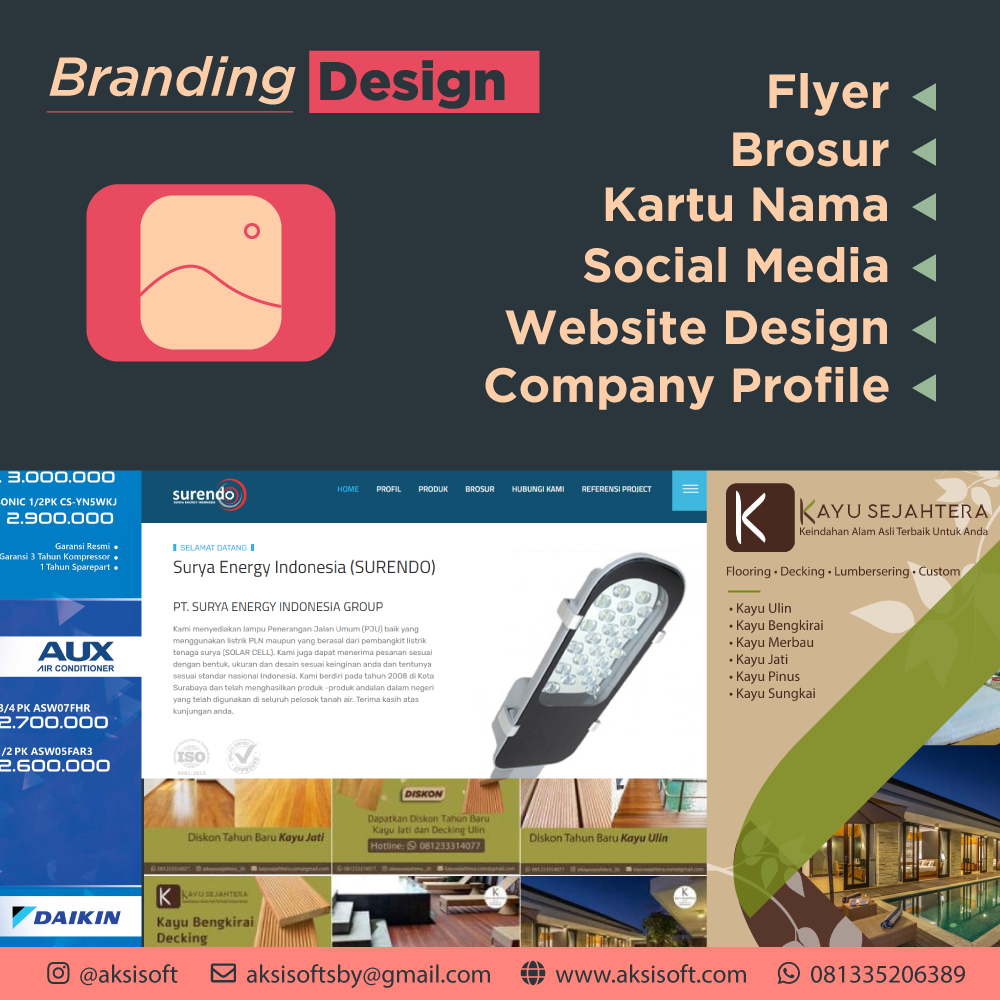 Branding Design
Flyer
Brosur
Kartu Nama
Social Media
Website Design
Company Profile
3.000.000
ONIC 1/2PK CS-YN5WKJ
2.900.000
Garansi Resmi •
Garansi 3 Tahun Kompressor •
1 Tahun Sparepart •
AUX
AIR CONDITIONER
3/4 PK ASW07FHR
2.700.000
/2 PK ASW05FAR3
2.600.000
DAIKIN
surendo
SURYA ENERGY INDONESIA
HOME PROFIL PRODUK BROSUR HUBUNGI KAMI REFERENSI PROJECT
SELAMAT DATANG
Surya Energy Indonesia (SURENDO)
PT. SURYA ENERGY INDONESIA GROUP
Kami menyediakan lampu Penerangan Jalan Umum (PJU) baik yang
menggunakan listrik PLN maupun yang berasal dari pembangkit listrik
tenaga surya (SOLAR CELL). Kami juga dapat menerima pesanan sesuai
dengan bentuk, ukuran dan desain sesuai keinginan anda dan tentunya
sesuai standar nasional Indonesia. Kami berdiri pada tahun 2008 di Kota
Surabaya dan telah menghasilkan produk -produk andalan dalam negeri
yang telah digunakan di seluruh pelosok tanah air. Terima kasih atas
kunjungan anda.
ISO
APPROVED
Diskon Tahun Baru Kayu Jati
DISKON
Dapatkan Diskon Tahun Baru
Kayu Jati dan Decking Ulin
Hotline: 081233314077
Diskon Tahun Baru Kayu Ulin
KAYU SEJAHTERA
Kayu Bengkirai
Decking
K
KAYU SEJAHTERA
Keindahan Alam Asli Terbaik Untuk Anda
Flooring • Decking • Lumbersering • Custom
• Kayu Ulin
• Kayu Bengkirai
• Kayu Merbau
• Kayu Jati
• Kayu Pinus
• Kayu Sungkai
@aksisoft aksisoftsby@gmail.com www.aksisoft.com 081335206389